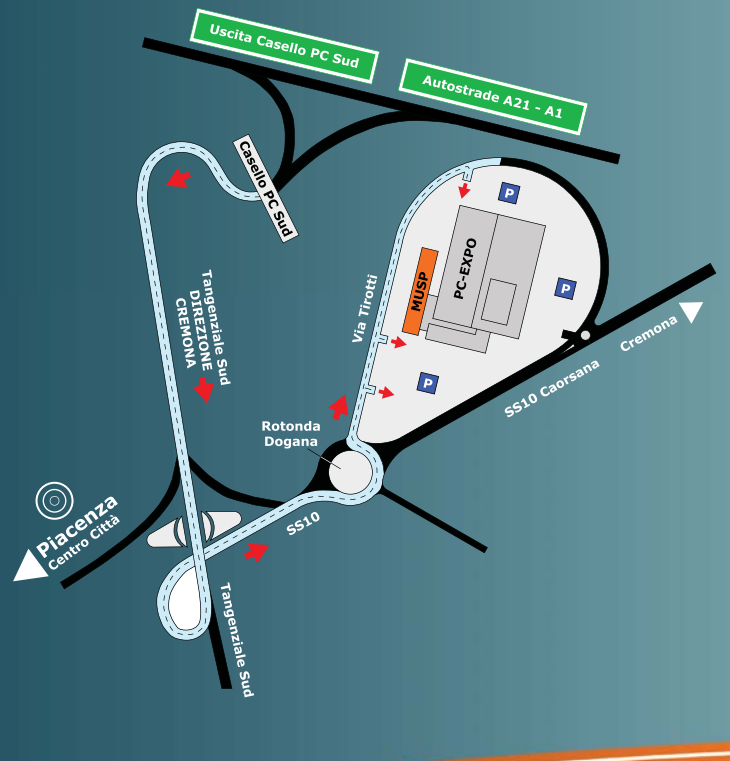 Uscita Casello PC Sud
Autostrade A21 - A1
Casello PC Sud
P
PC-EXPO
MUSP
P
Via Tirotti
Tangenziale Sud
DIREZIONE
CREMONA
Cremona
SS10 Caorsana
P
Rotonda
Dogana
Piacenza
Centro Città
SS10
Tangenziale Sud